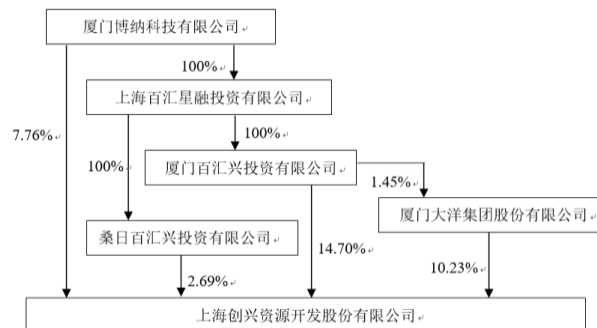 厦门博纳科技有限公司
100%
上海百汇星融投资有限公司
7.76%
100%
100%
厦门百汇兴投资有限公司
1.45%
厦门大洋集团股份有限公司
桑日百汇兴投资有限公司
14.70%
10.23%
2.69%
上海创兴资源开发股份有限公司